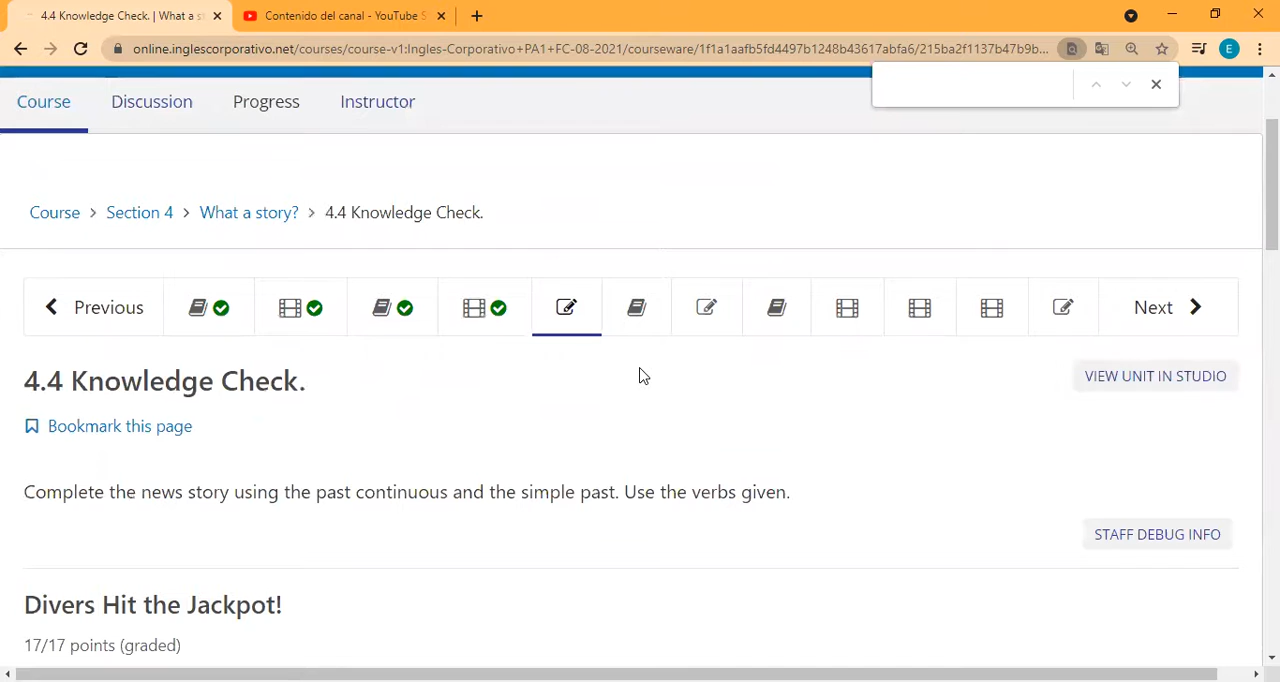 4.4 Knowledge Check. | What a s
Contenido del canal - YouTube S
online.inglescorporativo.net/courses/course-v1:Ingles-Corporativo+PA1+FC-08-2021/courseware/1f1a1aafb5fd4497b1248b43617abfa6/215ba2f1137b47b9b...
E
Course
Discussion
Progress
Instructor
Course > Section 4 > What a story? > 4.4 Knowledge Check.
Previous
Next
4.4 Knowledge Check.
VIEW UNIT IN STUDIO
Bookmark this page
Complete the news story using the past continuous and the simple past. Use the verbs given.
STAFF DEBUG INFO
Divers Hit the Jackpot!
17/17 points (graded)